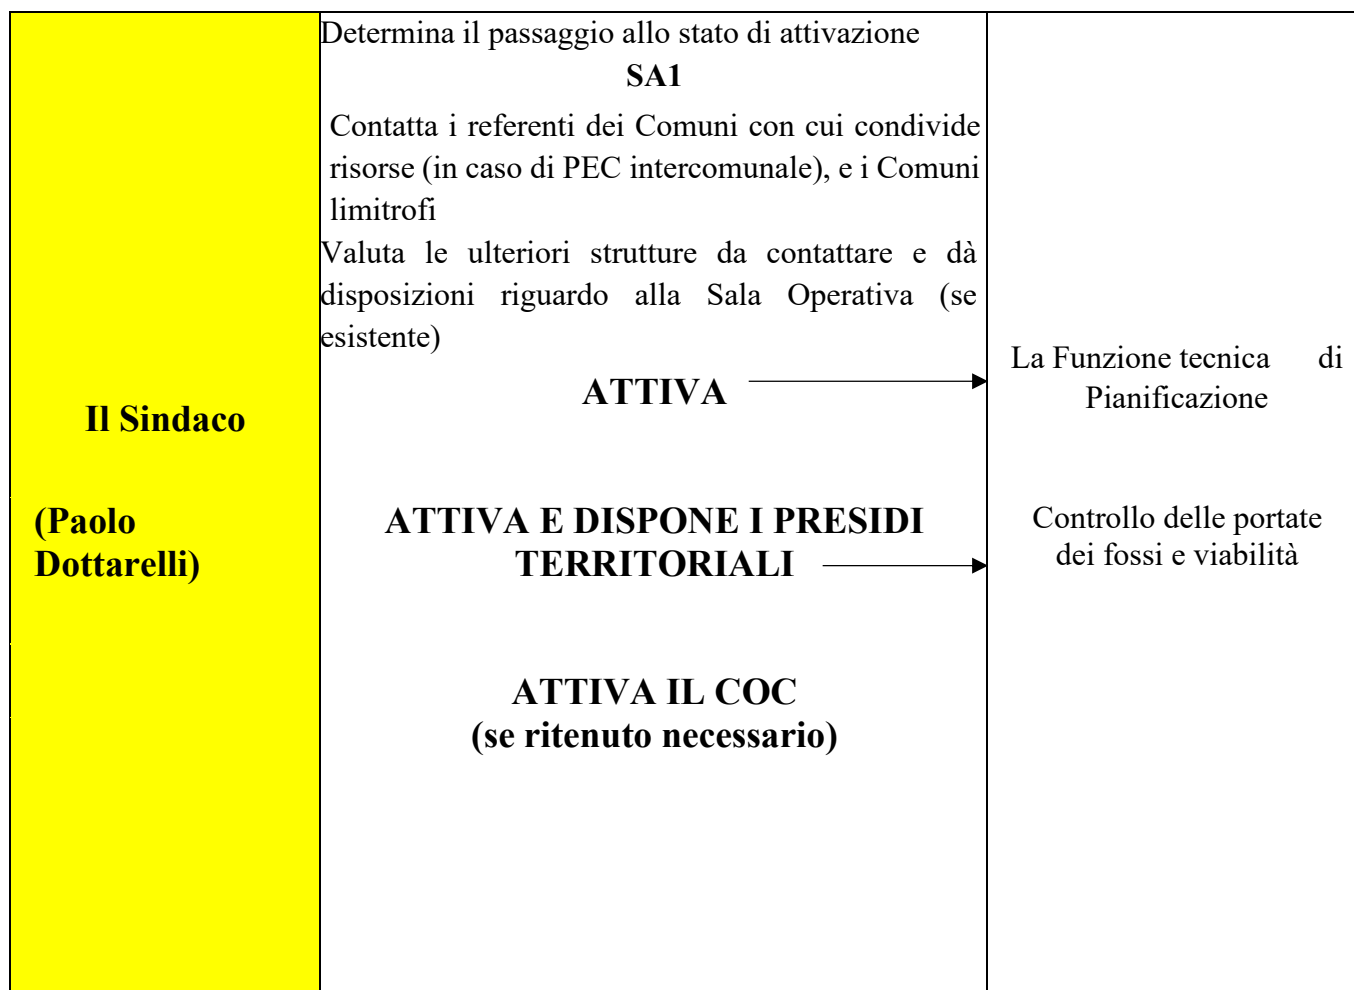 Il Sindaco
(Paolo
Dottarelli)
Determina il passaggio allo stato di attivazione
SA1
Contatta i referenti dei Comuni con cui condivide
risorse (in caso di PEC intercomunale), e i Comuni
limitrofi
Valuta le ulteriori strutture da contattare e dà
disposizioni riguardo alla Sala Operativa (se
esistente)
ATTIVA
ATTIVA E DISPONE I PRESIDI
TERRITORIALI
ATTIVA IL COC
(se ritenuto necessario)
La Funzione tecnica di
Pianificazione
Controllo delle portate
dei fossi e viabilità